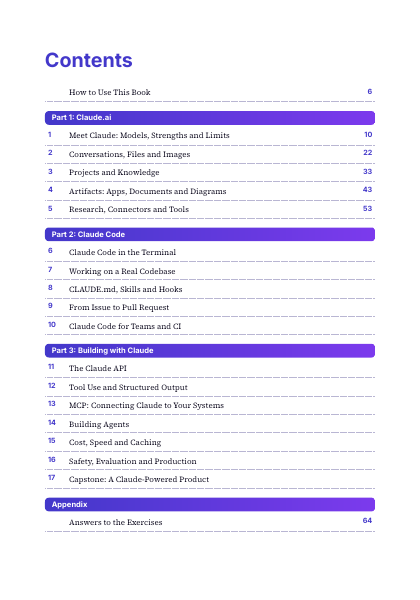 Contents
How to Use This Book 6
Part 1: Claude.ai
1 Meet Claude: Models, Strengths and Limits 10
2 Conversations, Files and Images 22
3 Projects and Knowledge 33
4 Artifacts: Apps, Documents and Diagrams 43
5 Research, Connectors and Tools 53
Part 2: Claude Code
6 Claude Code in the Terminal
7 Working on a Real Codebase
8 CLAUDE.md, Skills and Hooks
9 From Issue to Pull Request
10 Claude Code for Teams and CI
Part 3: Building with Claude
11 The Claude API
12 Tool Use and Structured Output
13 MCP: Connecting Claude to Your Systems
14 Building Agents
15 Cost, Speed and Caching
16 Safety, Evaluation and Production
17 Capstone: A Claude-Powered Product
Appendix
Answers to the Exercises 64